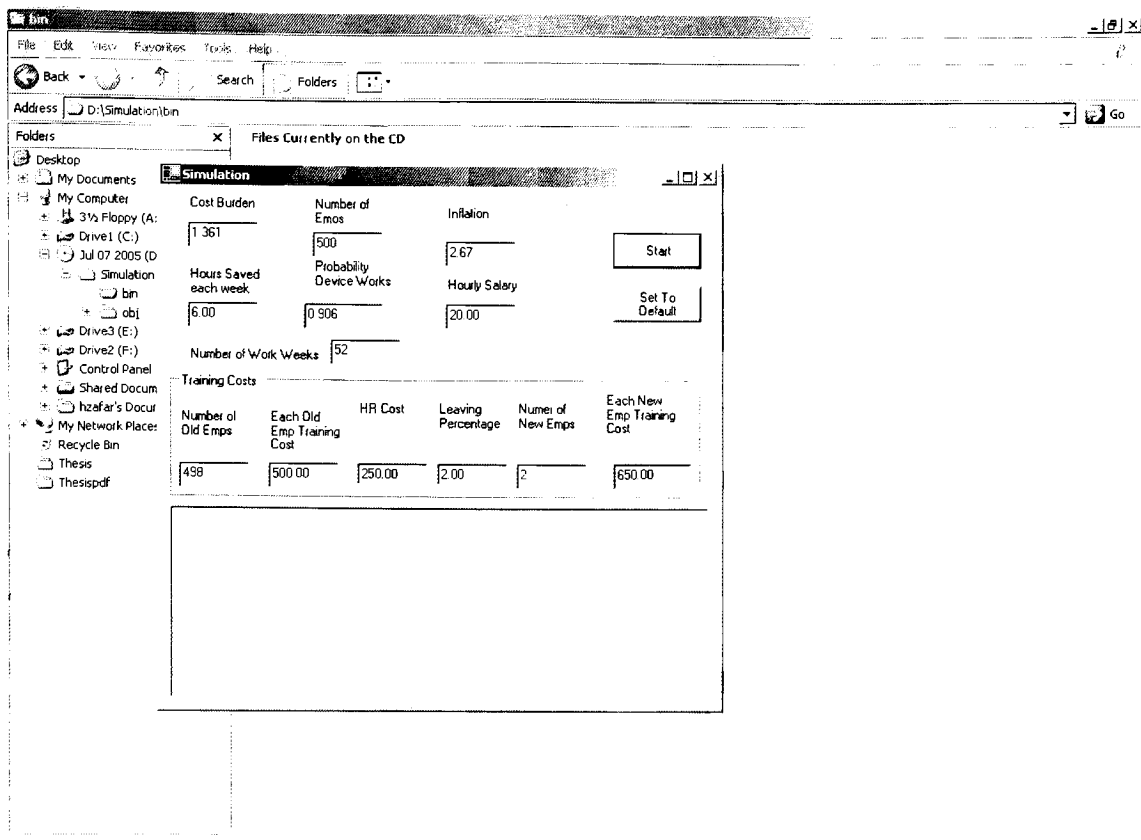 bin
File Edit View Favorites Tools Help
Back Search Folders
Address D:\Simulation\bin Go
Folders x Files Currently on the CD
Desktop
My Documents
My Computer
3½ Floppy (A:
Drive1 (C:)
Jul 07 2005 (D
Simulation
bin
obj
Drive3 (E:)
Drive2 (F:)
Control Panel
Shared Docum
hzafar's Docur
My Network Places
Recycle Bin
Thesis
Thesispdf
Simulation
Cost Burden
Number of
Emos
Inflation
1 361
500
2.67
Start
Hours Saved
each week
Probability
Device Works
Hourly Salary
Set To
Default
6.00
0 906
20 00
Number of Work Weeks 52
Training Costs
Number of
Old Emps
Each Old
Emp Training
Cost
HR Cost
Leaving
Percentage
Numer of
New Emps
Each New
Emp Training
Cost
498
500 00
250.00
2.00
2
650.00